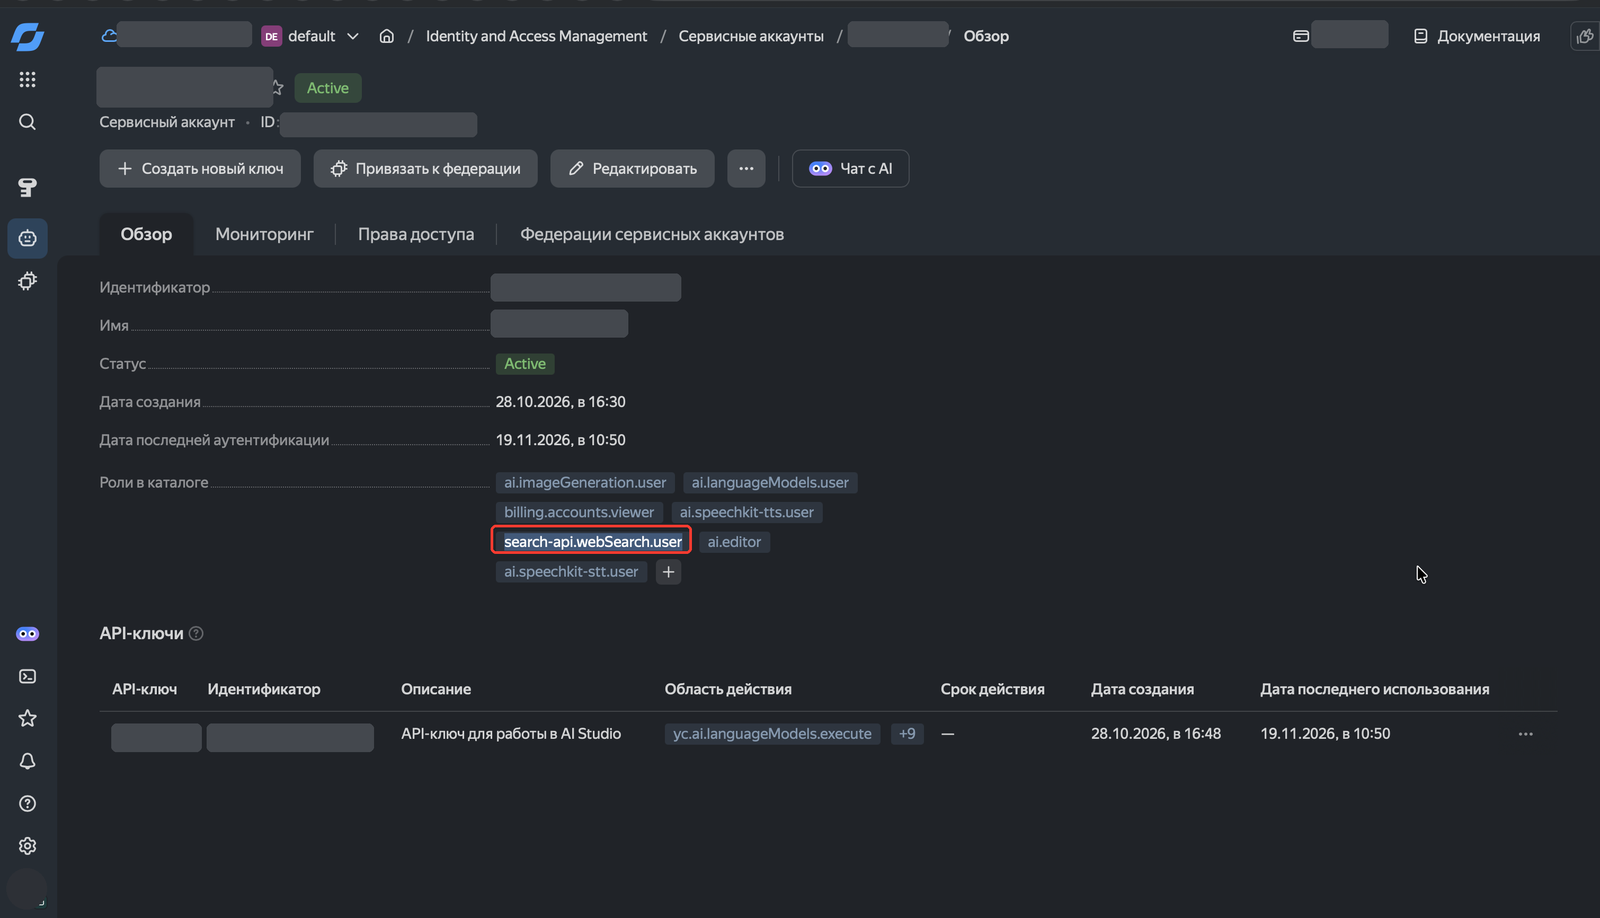 DE default / Identity and Access Management / Сервисные аккаунты / / Обзор Документация
Active
Сервисный аккаунт · ID:
Создать новый ключ Привязать к федерации Редактировать ... Чат с AI
Обзор Мониторинг Права доступа Федерации сервисных аккаунтов
Идентификатор
Имя
Статус Active
Дата создания 28.10.2026, в 16:30
Дата последней аутентификации 19.11.2026, в 10:50
Роли в каталоге ai.imageGeneration.user ai.languageModels.user
billing.accounts.viewer ai.speechkit-tts.user
search-api.webSearch.user ai.editor
ai.speechkit-stt.user +
API-ключи
API-ключ Идентификатор Описание Область действия Срок действия Дата создания Дата последнего использования
API-ключ для работы в AI Studio yc.ai.languageModels.execute +9 — 28.10.2026, в 16:48 19.11.2026, в 10:50 ...